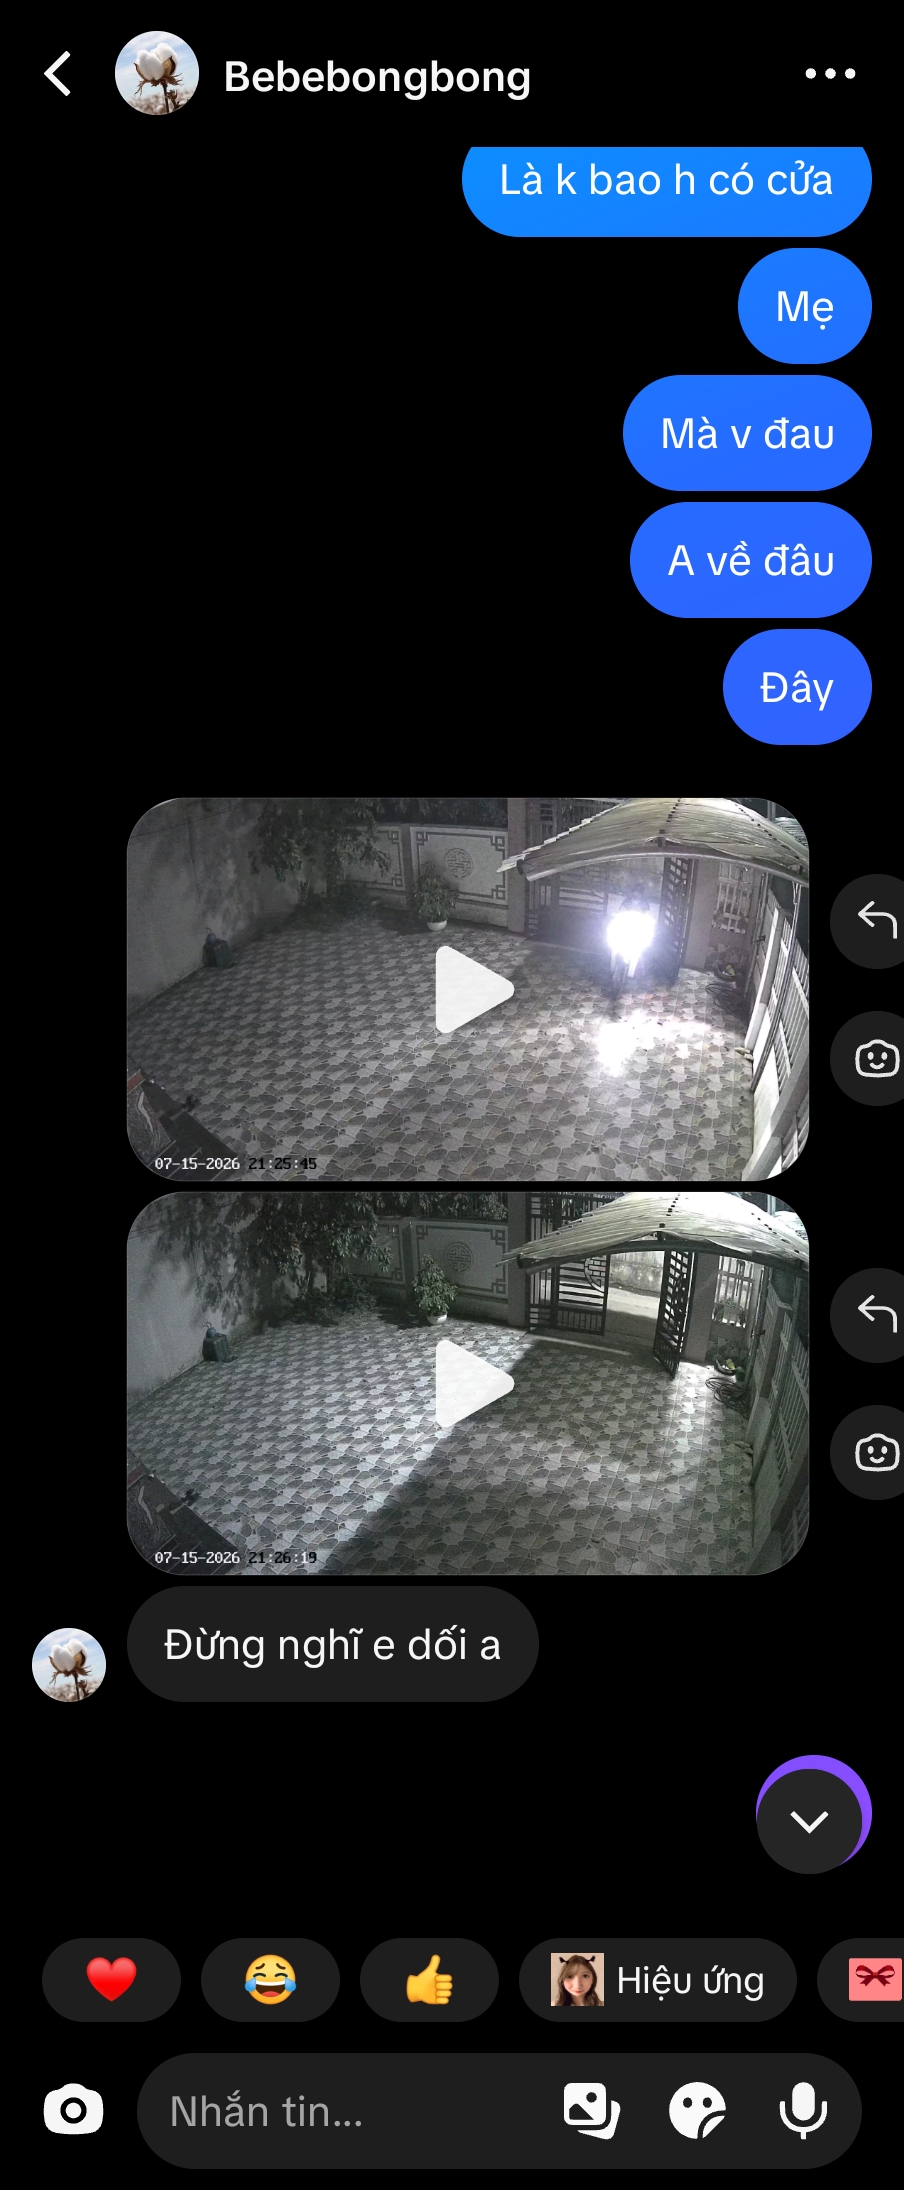 Bebebongbong
Là k bao h có cửa
Mẹ
Mà v đau
A về đâu
Đây
07-15-2026 21:25:45
07-15-2026 21:26:19
Đừng nghĩ e dối a
Hiệu ứng
Nhắn tin...